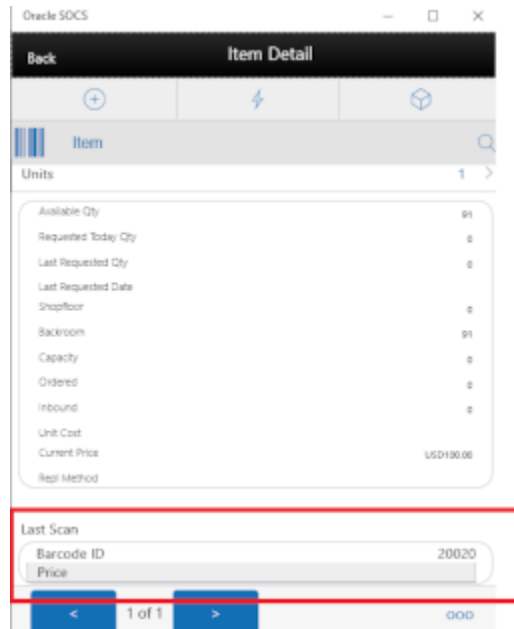 Oracle SOCS
Back Item Detail
Item
Units 1 >
Available Qty 91
Requested Today Qty 0
Last Requested Qty 0
Last Requested Date
Shopfloor 0
Backroom 91
Capacity 0
Ordered 0
Inbound 0
Unit Cost
Current Price USD100.00
Repl Method
Last Scan
Barcode ID 20020
Price
< 1 of 1 > ooo